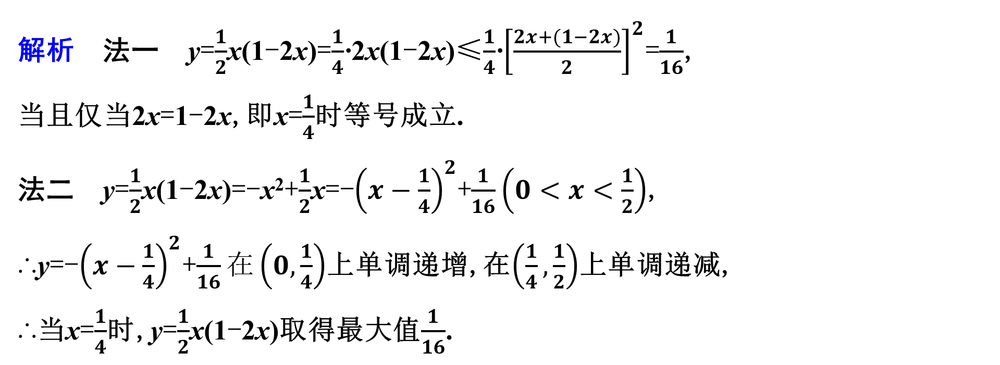 解析 法一 y=\frac{1}{2}x(1−2x)=\frac{1}{4}·2x(1−2x)≤\frac{1}{4}·\left[\frac{2x+(1−2x)}{2}\right]^2=\frac{1}{16},
当且仅当2x=1−2x, 即x=\frac{1}{4}时等号成立.
法二 y=\frac{1}{2}x(1−2x)=−x^2+\frac{1}{2}x=−\left(x−\frac{1}{4}\right)^2+\frac{1}{16}\left(0<x<\frac{1}{2}\right),
∴y=−\left(x−\frac{1}{4}\right)^2+\frac{1}{16}在\left(0,\frac{1}{4}\right)上单调递增, 在\left(\frac{1}{4},\frac{1}{2}\right)上单调递减,
∴当x=\frac{1}{4}时, y=\frac{1}{2}x(1−2x)取得最大值\frac{1}{16}.